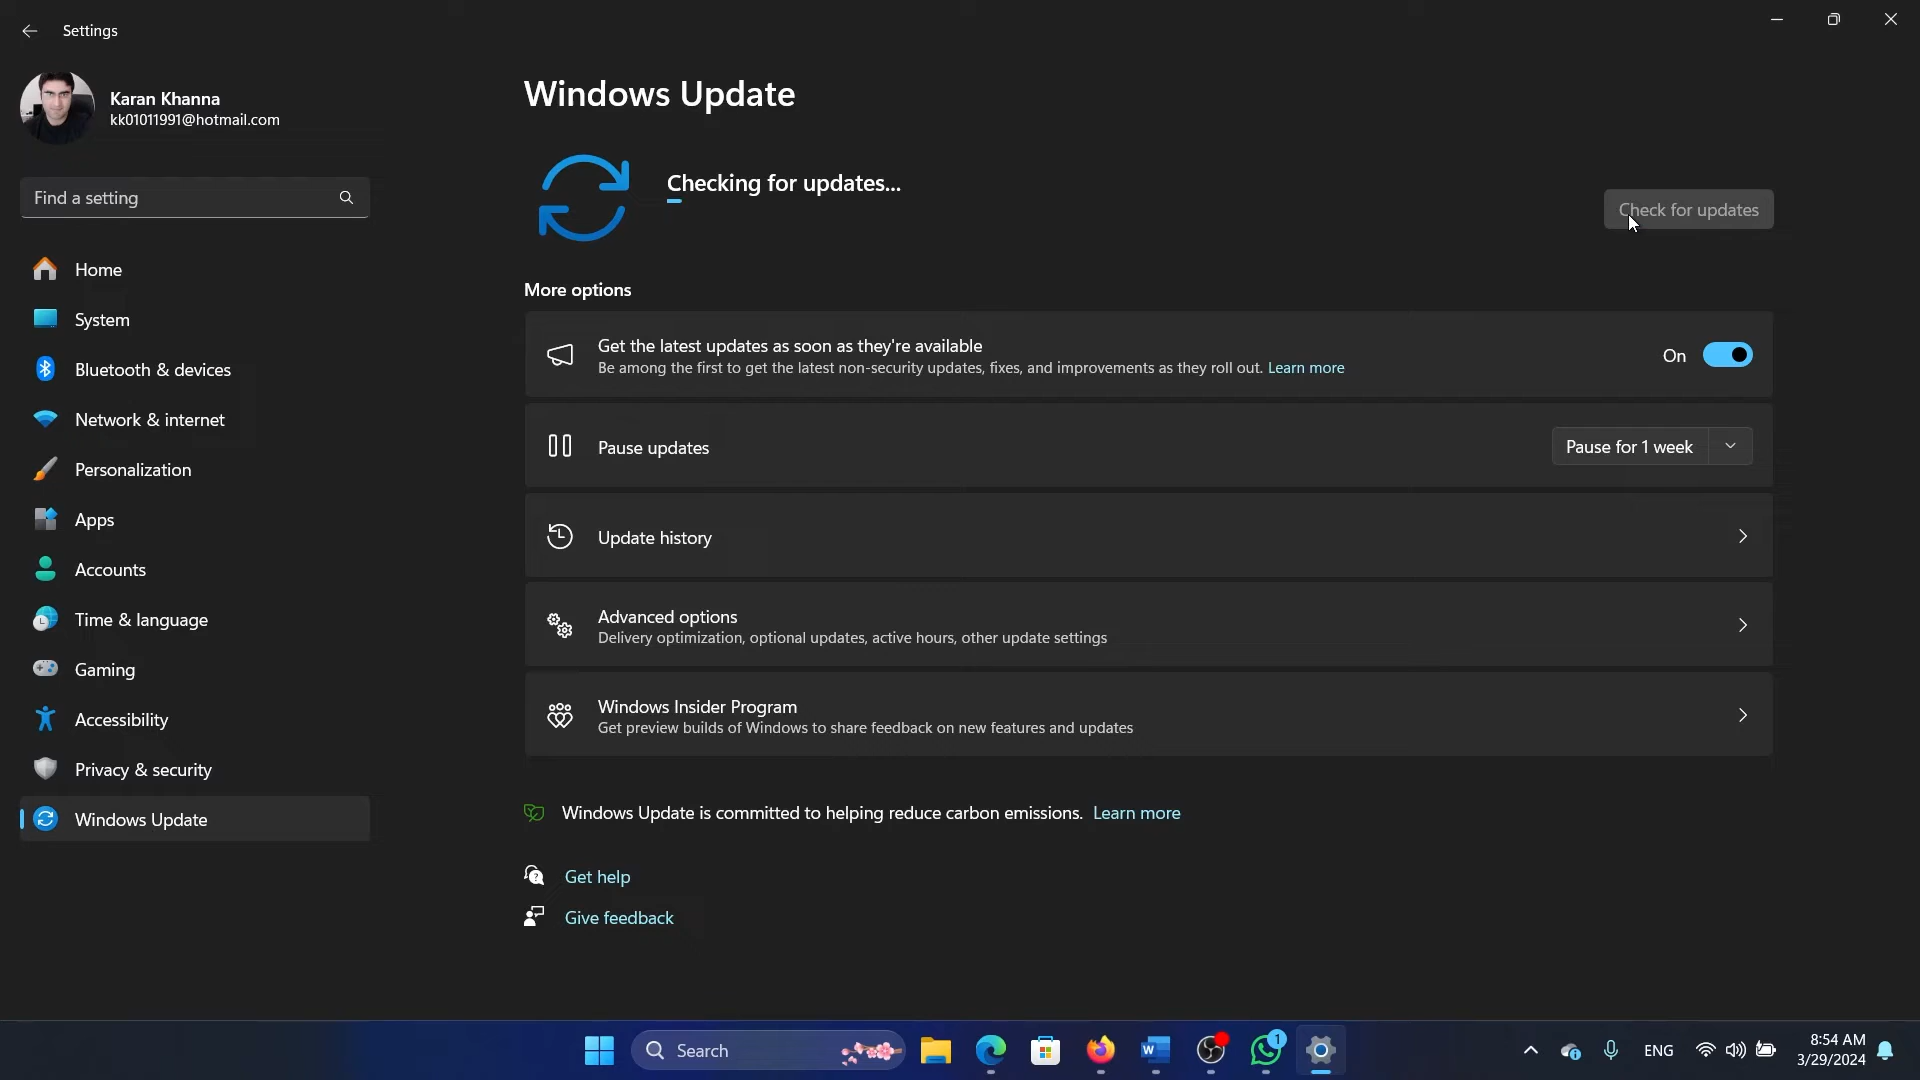 Settings
Karan Khanna
kk01011991@hotmail.com
Find a setting
Home
System
Bluetooth & devices
Network & internet
Personalization
Apps
Accounts
Time & language
Gaming
Accessibility
Privacy & security
Windows Update
Windows Update
Checking for updates...
Check for updates
More options
Get the latest updates as soon as they're available
Be among the first to get the latest non-security updates, fixes, and improvements as they roll out. Learn more
On
Pause updates
Pause for 1 week
Update history
Advanced options
Delivery optimization, optional updates, active hours, other update settings
Windows Insider Program
Get preview builds of Windows to share feedback on new features and updates
Windows Update is committed to helping reduce carbon emissions. Learn more
Get help
Give feedback
Search
W
1
ENG
8:54 AM
3/29/2024